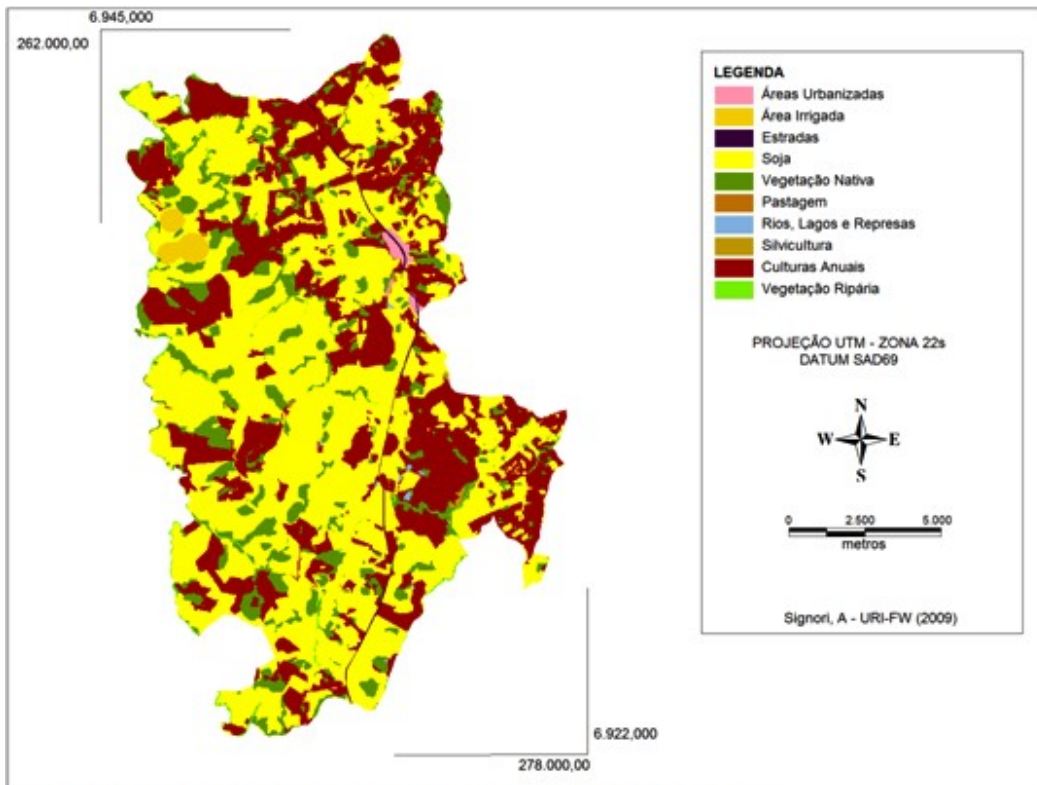 6.945,000
262.000,00
LEGENDA
Áreas Urbanizadas
Área Irrigada
Estradas
Soja
Vegetação Nativa
Pastagem
Rios, Lagos e Represas
Silvicultura
Culturas Anuais
Vegetação Ripária
PROJEÇÃO UTM - ZONA 22s
DATUM SAD69
N
W E
S
0 2.500 5.000
metros
Signori, A - URI-FW (2009)
6.922,000
278.000,00